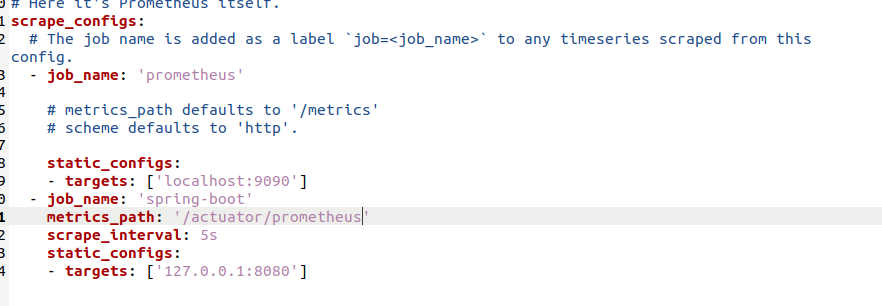 # Here it's Prometheus itself.
1 scrape_configs:
2 # The job name is added as a label `job=<job_name>` to any timeseries scraped from this
config.
3 - job_name: 'prometheus'
4
5 # metrics_path defaults to '/metrics'
6 # scheme defaults to 'http'.
7
8 static_configs:
9 - targets: ['localhost:9090']
0 - job_name: 'spring-boot'
1 metrics_path: '/actuator/prometheus'
2 scrape_interval: 5s
3 static_configs:
4 - targets: ['127.0.0.1:8080']